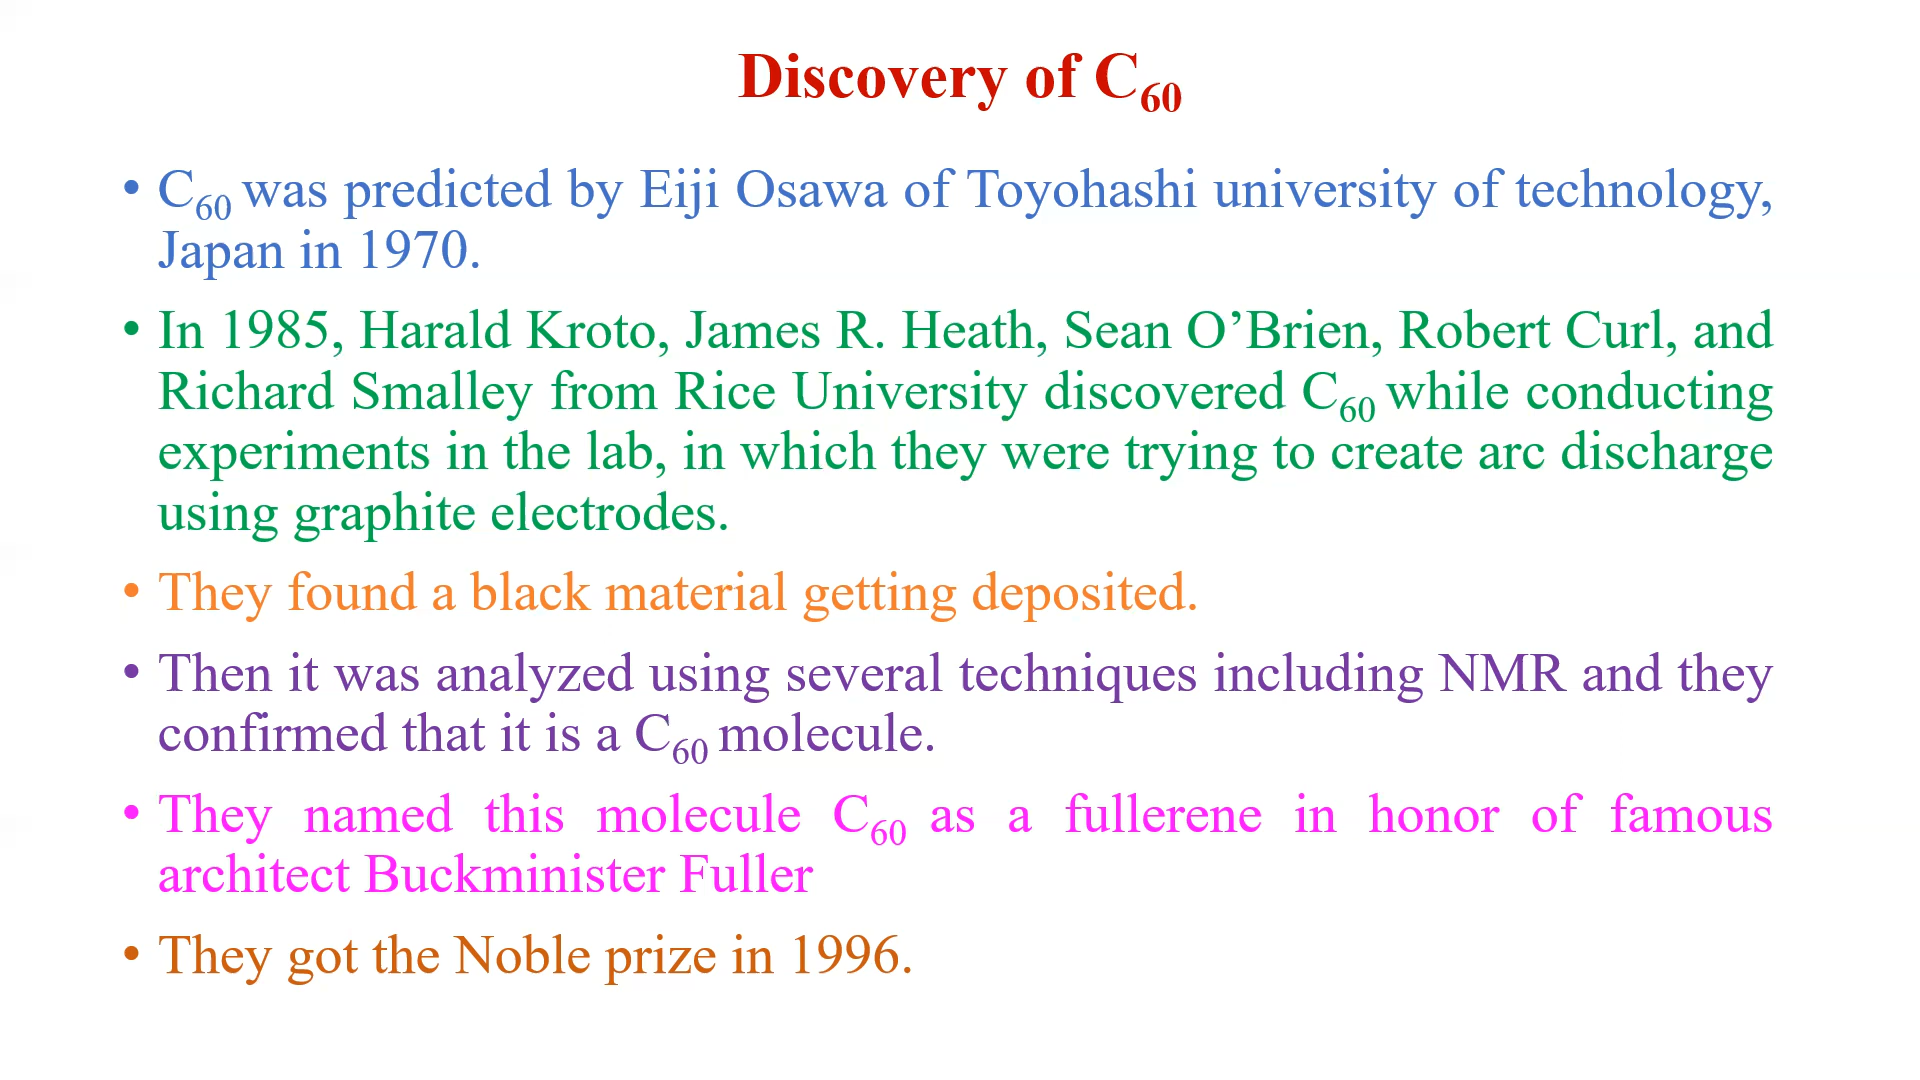 Discovery of C₆₀
• C₆₀ was predicted by Eiji Osawa of Toyohashi university of technology,
Japan in 1970.
• In 1985, Harald Kroto, James R. Heath, Sean O’Brien, Robert Curl, and
Richard Smalley from Rice University discovered C₆₀ while conducting
experiments in the lab, in which they were trying to create arc discharge
using graphite electrodes.
• They found a black material getting deposited.
• Then it was analyzed using several techniques including NMR and they
confirmed that it is a C₆₀ molecule.
• They named this molecule C₆₀ as a fullerene in honor of famous
architect Buckminister Fuller
• They got the Noble prize in 1996.